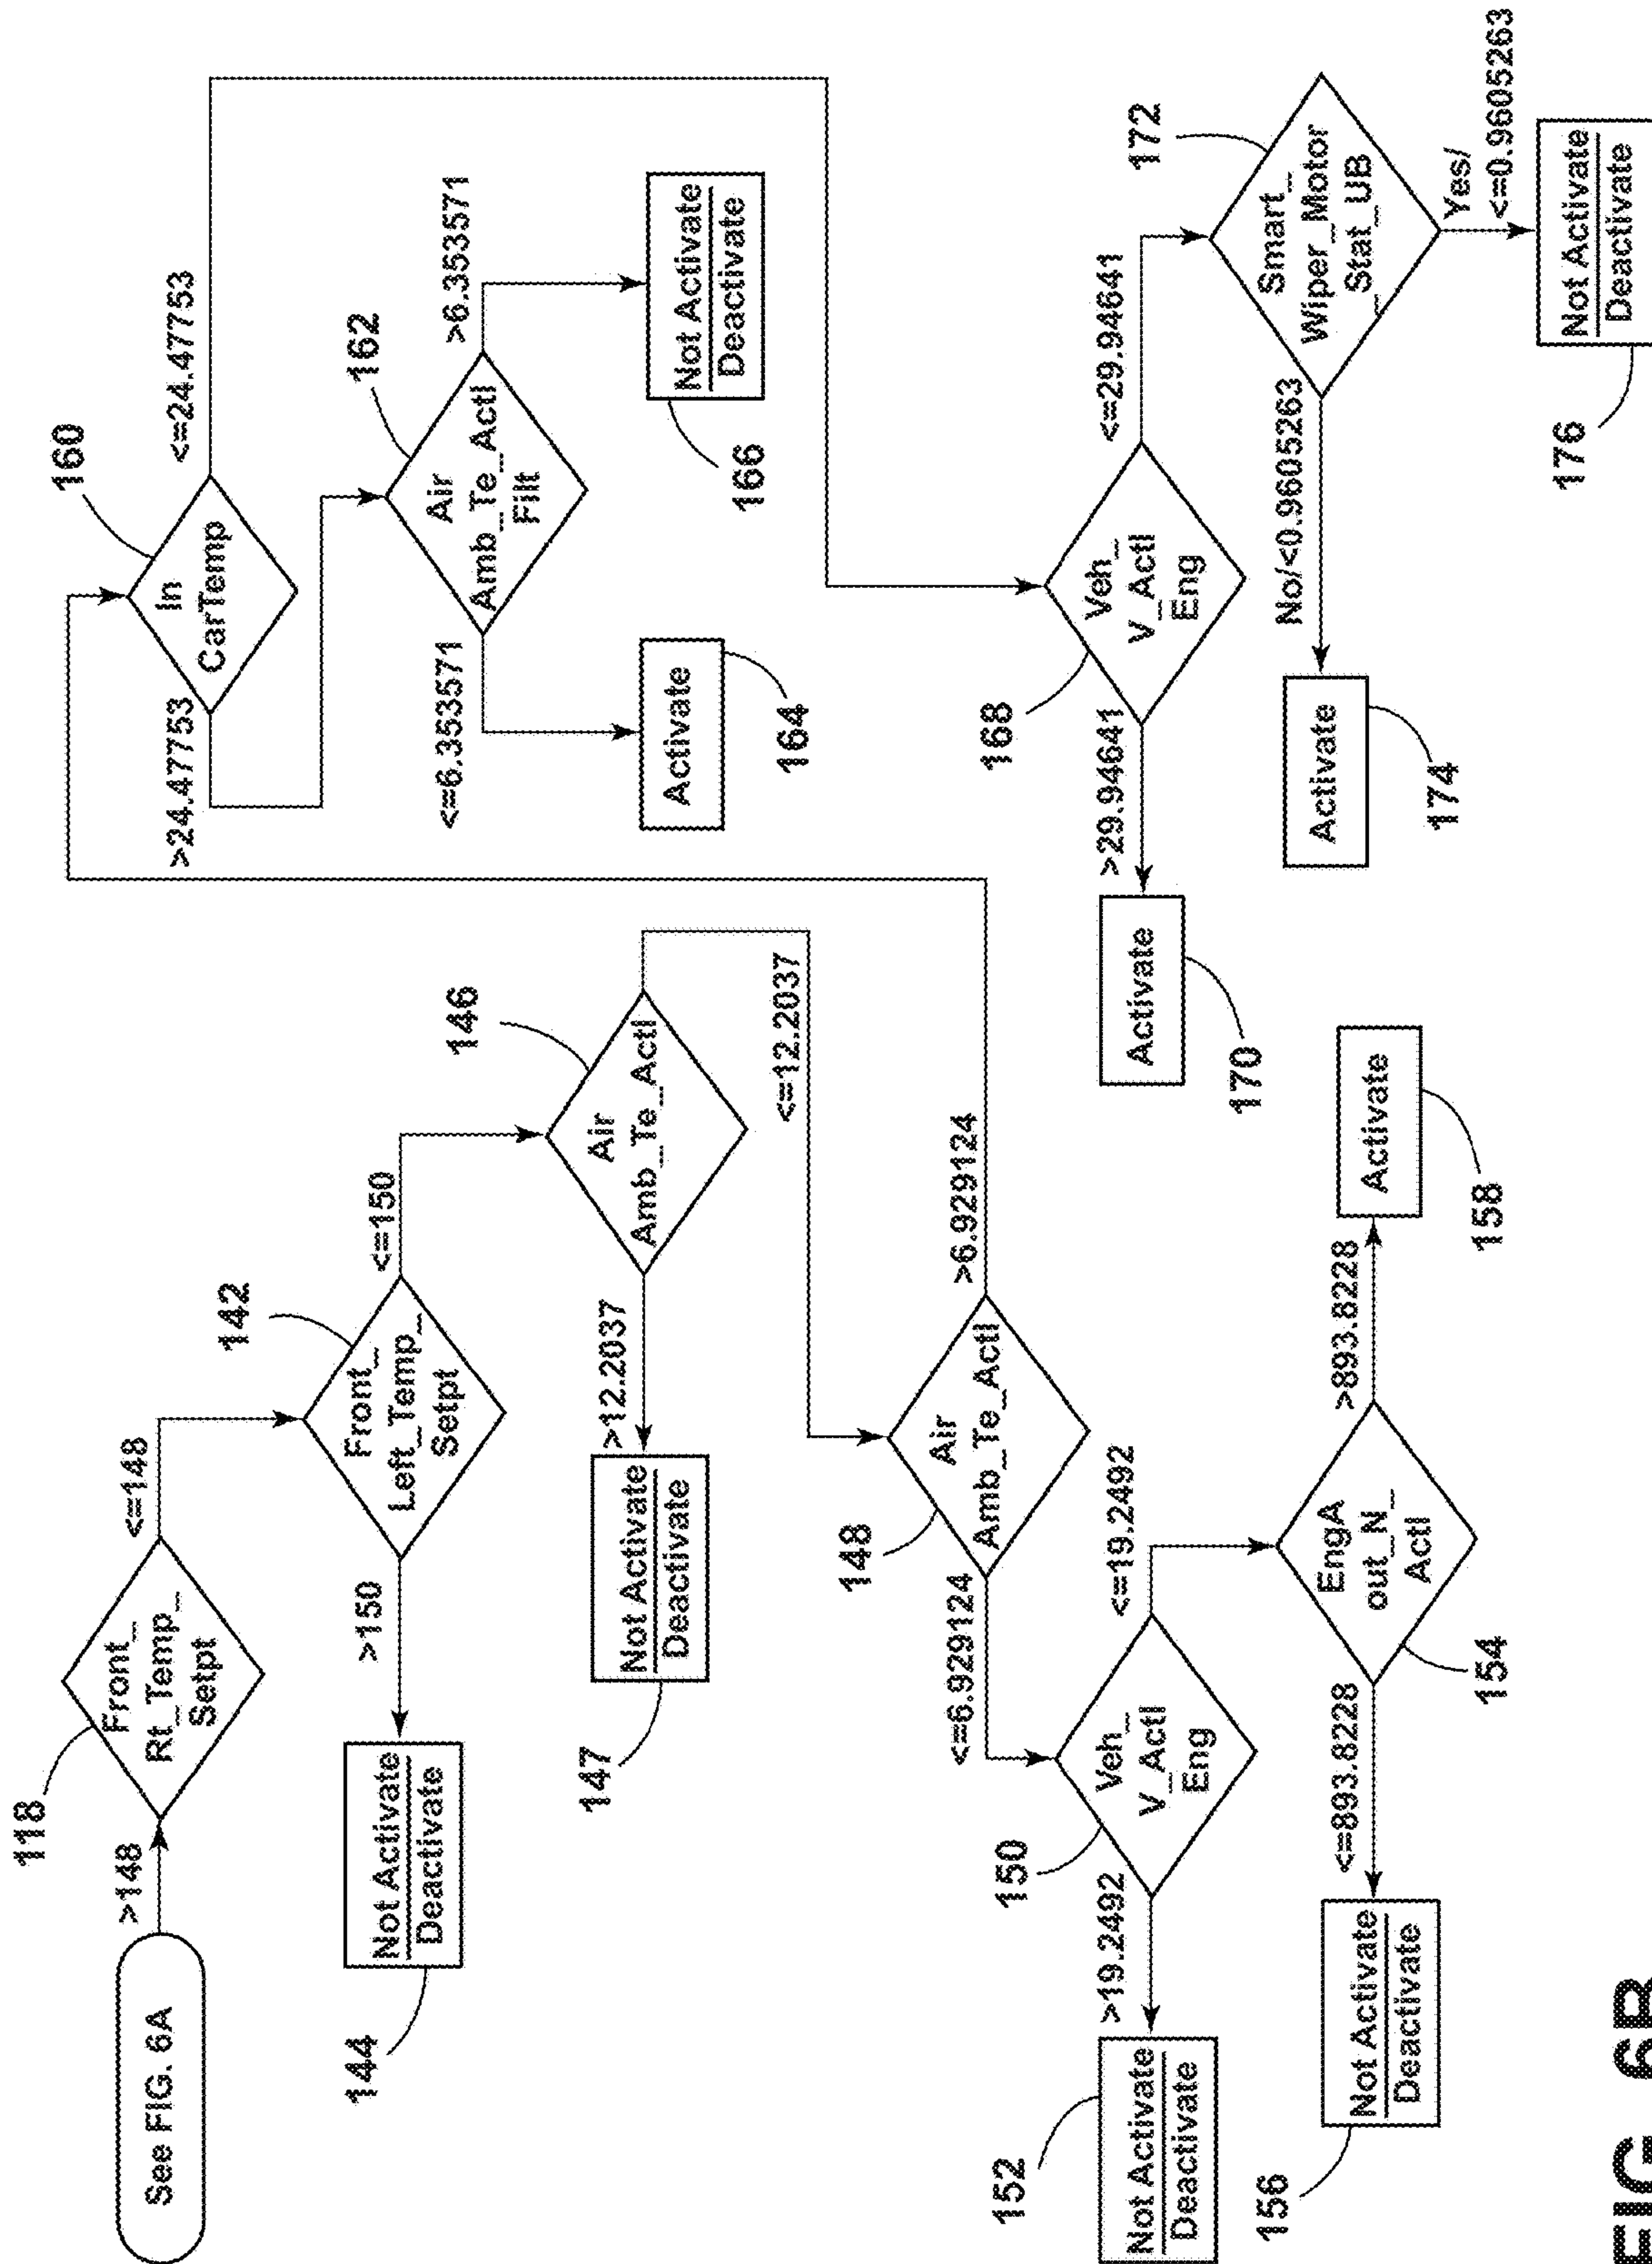 118
Front_
Rt_Temp_
Setpt
>148
<=148
See FIG. 6A
142
Front_
Left_Temp_
Setpt
>150
<=150
Not Activate
Deactivate
144
146
Air
Amb_Te_Actl
>12.2037
<=12.2037
Not Activate
Deactivate
147
148
Air
Amb_Te_Actl
<=6.929124
>6.929124
150
Veh_
V_Actl
Eng
>19.2492
<=19.2492
Not Activate
Deactivate
152
EngA
out_N_
Actl
154
<=893.8228
>893.8228
Not Activate
Deactivate
156
Activate
158
160
In
CarTemp
>24.47753
<=24.47753
162
Air
Amb_Te_Actl
Filt
<=6.353571
>6.353571
Activate
164
Not Activate
Deactivate
166
168
Veh_
V_Actl
Eng
>29.94641
<=29.94641
Activate
170
172
Smart_
Wiper_Motor
Stat_UB
No/<0.9605263
Yes/
<=0.9605263
Activate
174
Not Activate
Deactivate
176
FIG. 6B